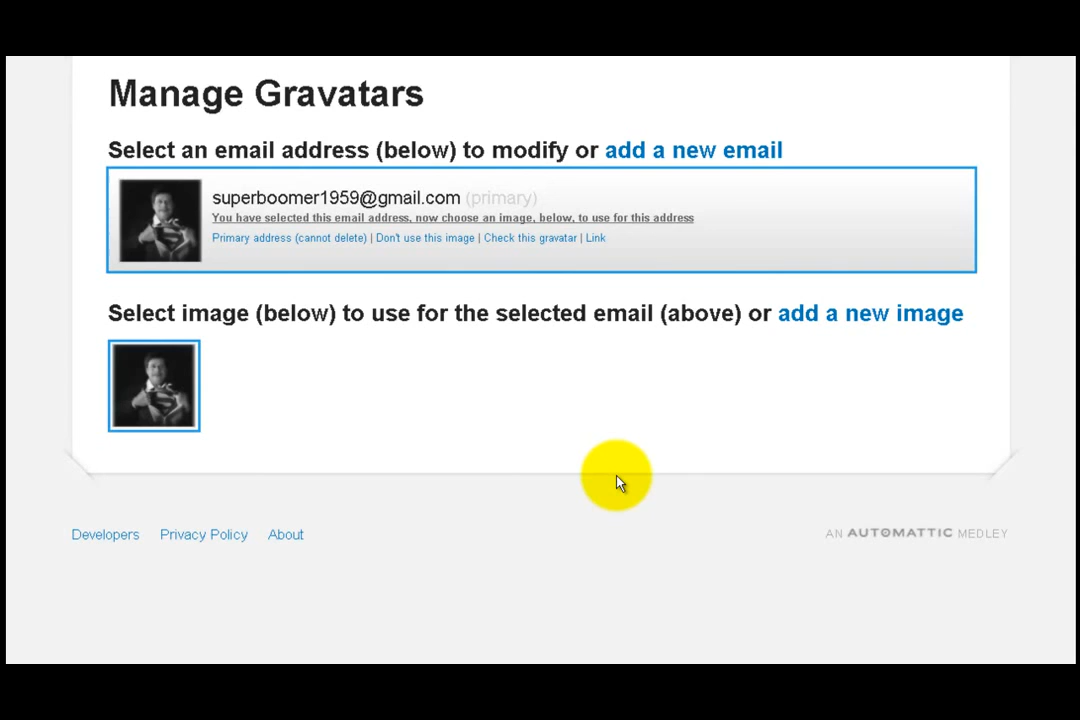 Manage Gravatars
Select an email address (below) to modify or add a new email
superboomer1959@gmail.com (primary)
You have selected this email address, now choose an image, below, to use for this address
Primary address (cannot delete) | Don't use this image | Check this gravatar | Link
Select image (below) to use for the selected email (above) or add a new image
Developers Privacy Policy About
AN AUTOMATTIC MEDLEY